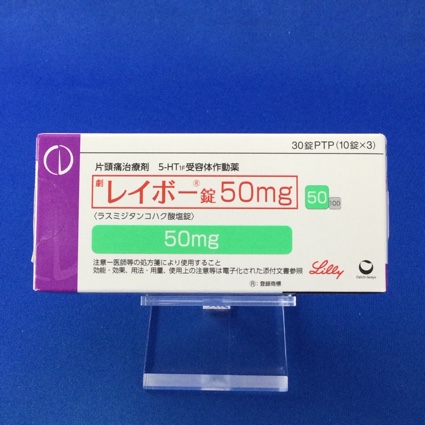 30錠PTP(10錠×3)
片頭痛治療剤 5-HT1F受容体作動薬
劇 レイボー®錠50mg 50 100
〈ラスミジタンコハク酸塩錠〉
50mg
注意－医師等の処方箋により使用すること
効能・効果、用法・用量、使用上の注意等は電子化された添付文書参照
Lilly
Ⓡ:登録商標